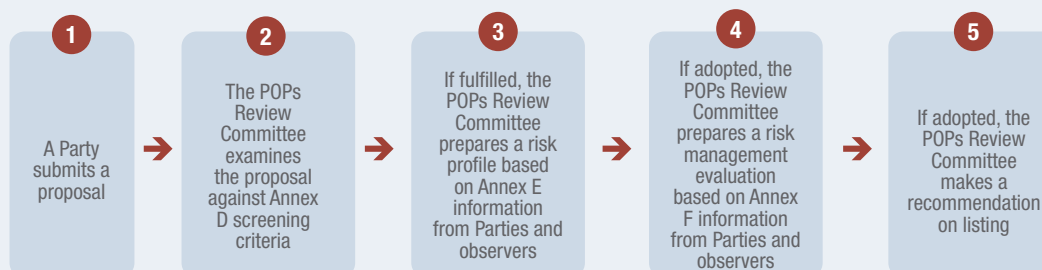 1
A Party
submits a
proposal
2
The POPs
Review
Committee
examines
the proposal
against Annex
D screening
criteria
3
If fulfilled, the
POPs Review
Committee
prepares a risk
profile based
on Annex E
information
from Parties and
observers
4
If adopted, the
POPs Review
Committee
prepares a risk
management
evaluation
based on Annex
F information
from Parties and
observers
5
If adopted, the
POPs Review
Committee
makes a
recommendation
on listing